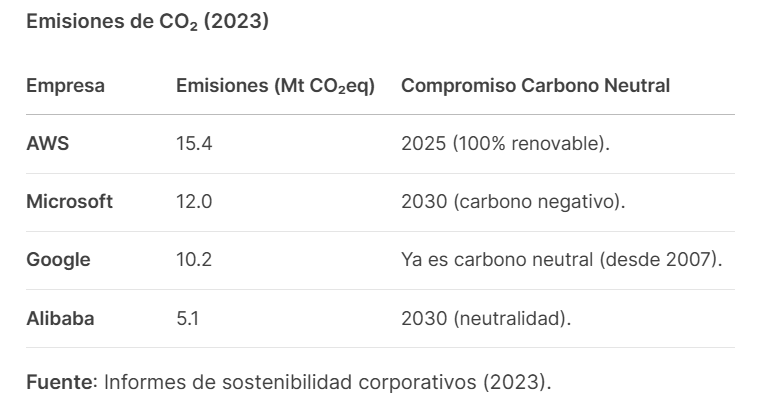 Emisiones de CO₂ (2023)
Empresa Emisiones (Mt CO₂eq) Compromiso Carbono Neutral
AWS 15.4 2025 (100% renovable).
Microsoft 12.0 2030 (carbono negativo).
Google 10.2 Ya es carbono neutral (desde 2007).
Alibaba 5.1 2030 (neutralidad).
Fuente: Informes de sostenibilidad corporativos (2023).